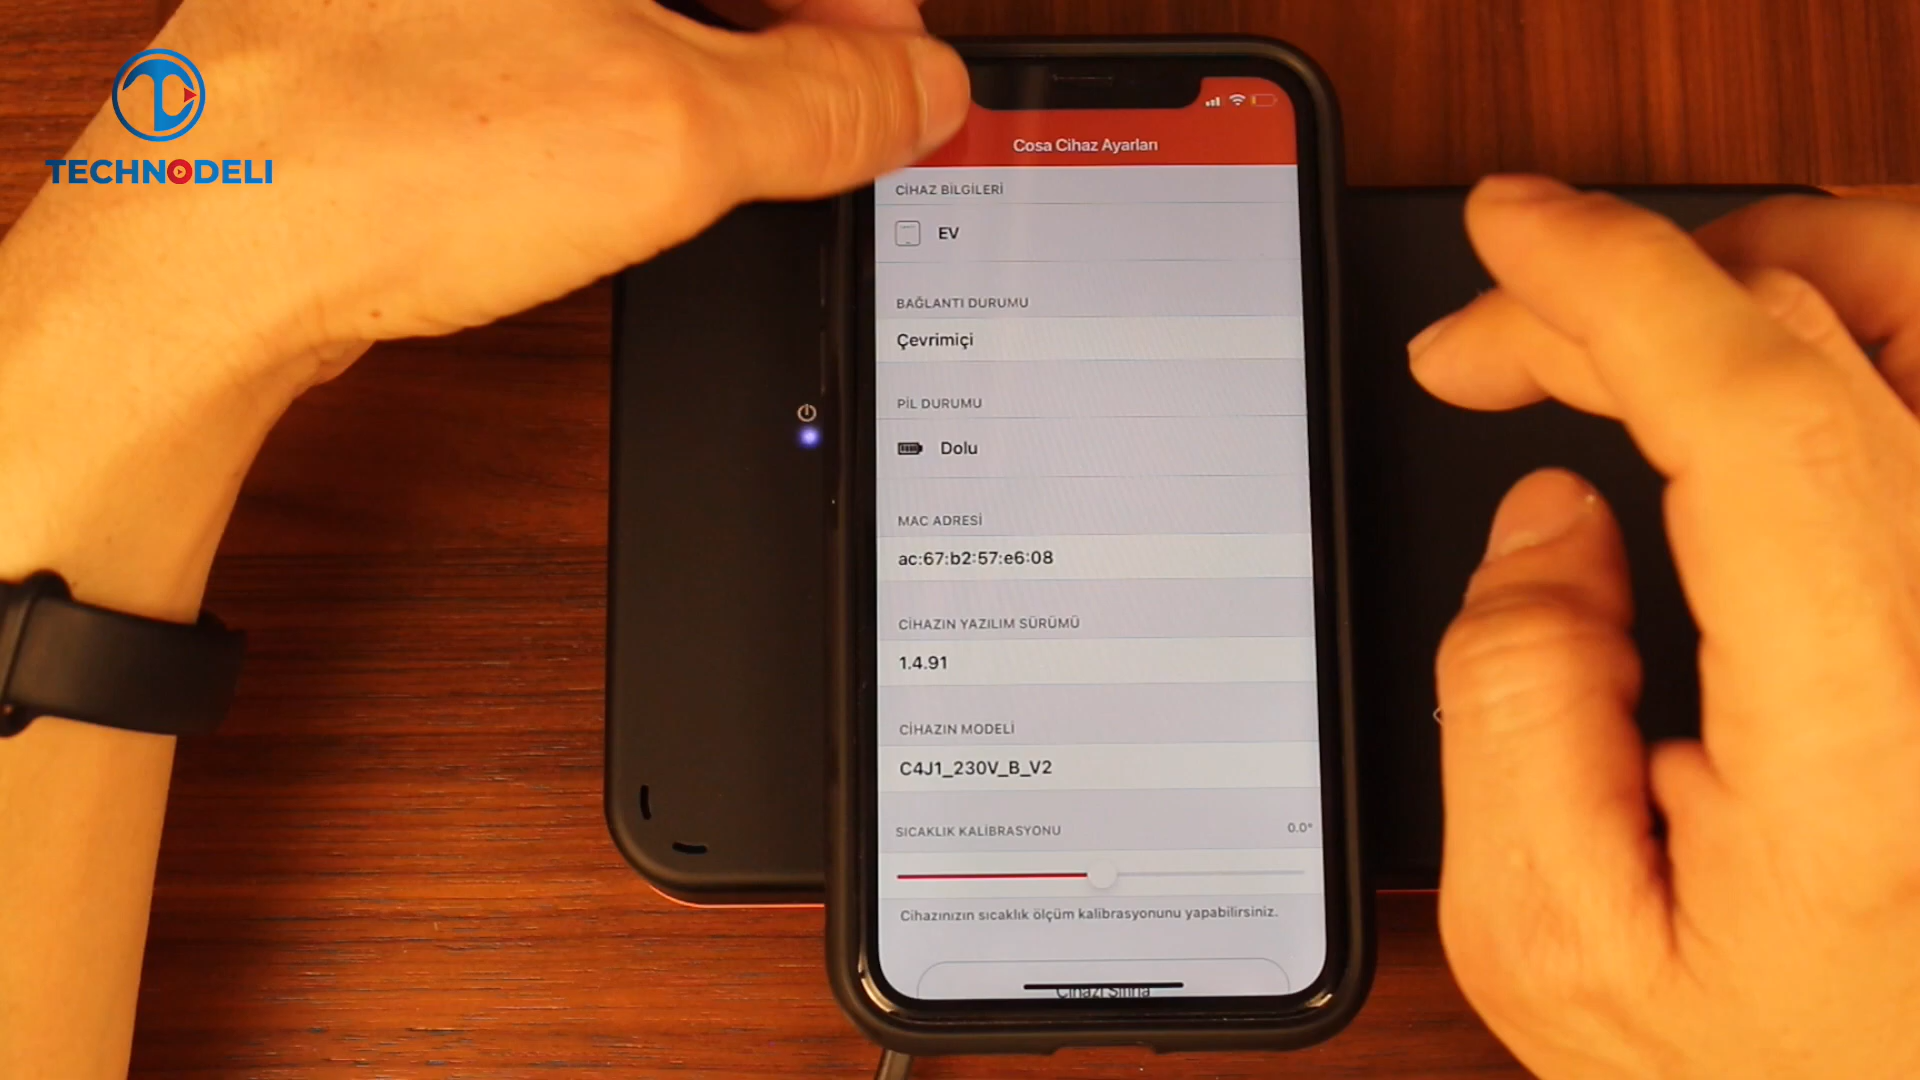 TECHNODELI
Cosa Cihaz Ayarları
CİHAZ BİLGİLERİ
EV
BAĞLANTI DURUMU
Çevrimiçi
PİL DURUMU
Dolu
MAC ADRESİ
ac:67:b2:57:e6:08
CİHAZIN YAZILIM SÜRÜMÜ
1.4.91
CİHAZIN MODELİ
C4J1_230V_B_V2
SICAKLIK KALİBRASYONU 0.0°
Cihazınızın sıcaklık ölçüm kalibrasyonunu yapabilirsiniz.
Cihazı Sıfırla